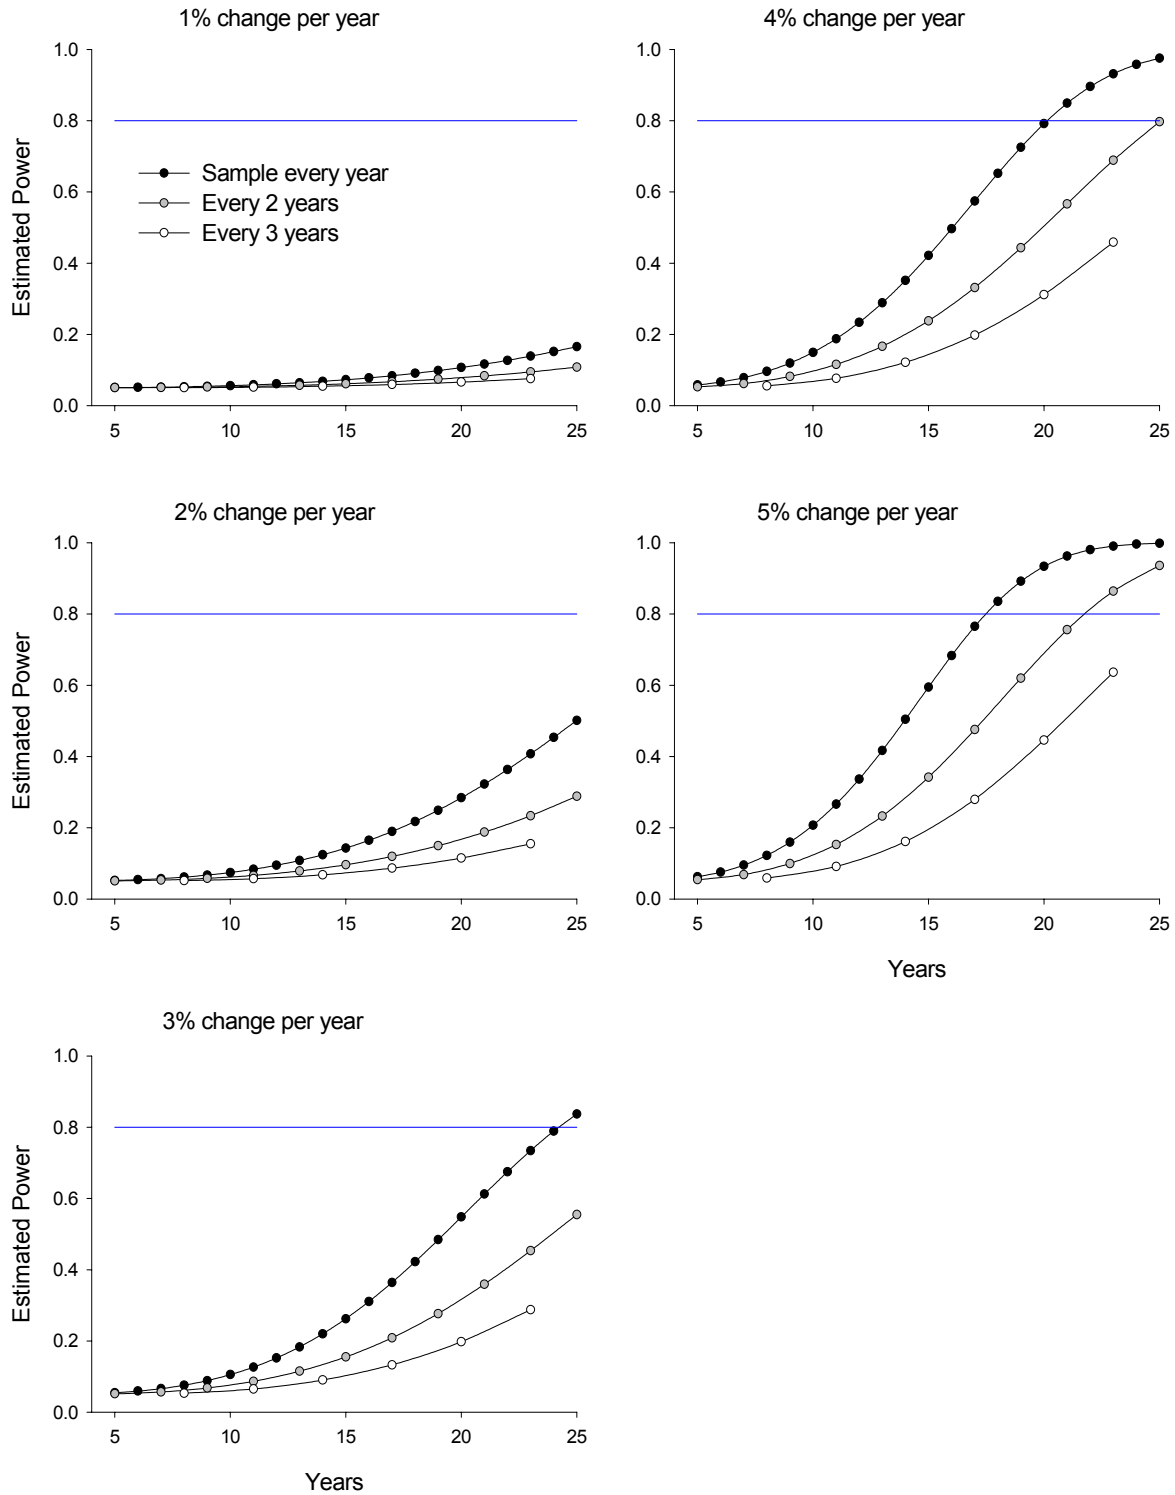 1% change per year
1.0
0.8
0.6
0.4
0.2
0.0
Estimated Power
Sample every year
Every 2 years
Every 3 years
5 10 15 20 25
4% change per year
1.0
0.8
0.6
0.4
0.2
0.0
5 10 15 20 25
2% change per year
1.0
0.8
0.6
0.4
0.2
0.0
Estimated Power
5 10 15 20 25
5% change per year
1.0
0.8
0.6
0.4
0.2
0.0
5 10 15 20 25
Years
3% change per year
1.0
0.8
0.6
0.4
0.2
0.0
Estimated Power
5 10 15 20 25
Years